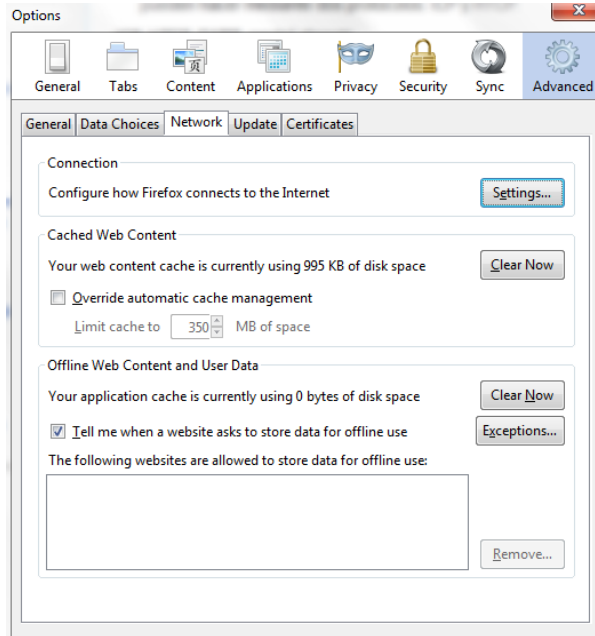 Options
General Tabs Content Applications Privacy Security Sync Advanced
General Data Choices Network Update Certificates
Connection
Configure how Firefox connects to the Internet Settings...
Cached Web Content
Your web content cache is currently using 995 KB of disk space Clear Now
Override automatic cache management
Limit cache to 350 MB of space
Offline Web Content and User Data
Your application cache is currently using 0 bytes of disk space Clear Now
Tell me when a website asks to store data for offline use Exceptions...
The following websites are allowed to store data for offline use:
Remove...